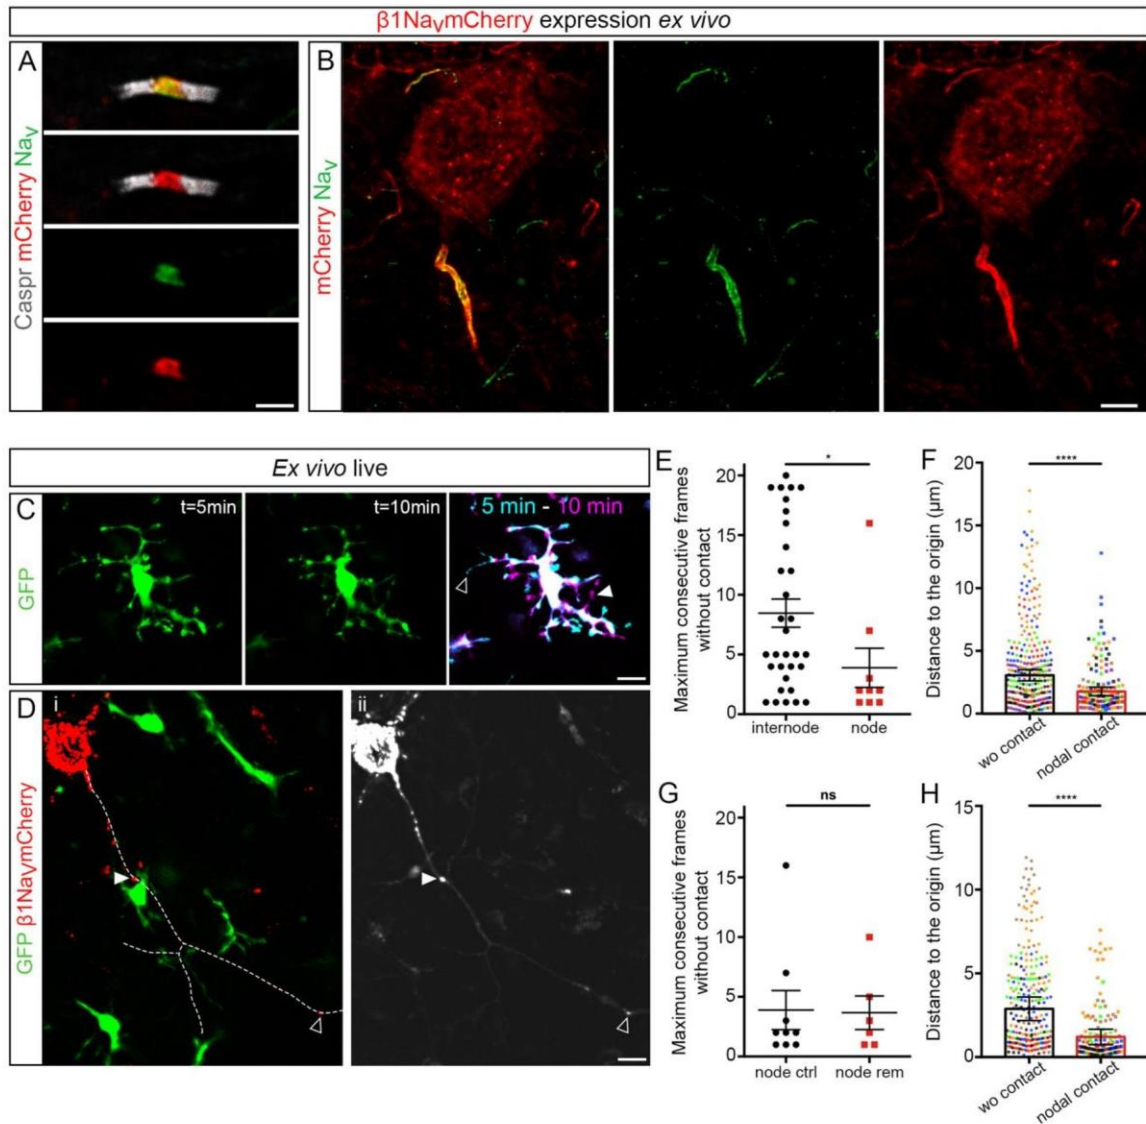 β1NaVmCherry expression ex vivo
A
Caspr mCherry NaV
B
mCherry NaV
Ex vivo live
C
GFP
t=5min
t=10min
5 min - 10 min
D
GFP β1NaVmCherry
i
ii
E
Maximum consecutive frames
without contact
20
15
10
5
0
*
internode
node
F
Distance to the origin (µm)
20
15
10
5
0
****
wo contact
nodal contact
G
Maximum consecutive frames
without contact
20
15
10
5
0
ns
node ctrl
node rem
H
Distance to the origin (µm)
15
10
5
0
****
wo contact
nodal contact